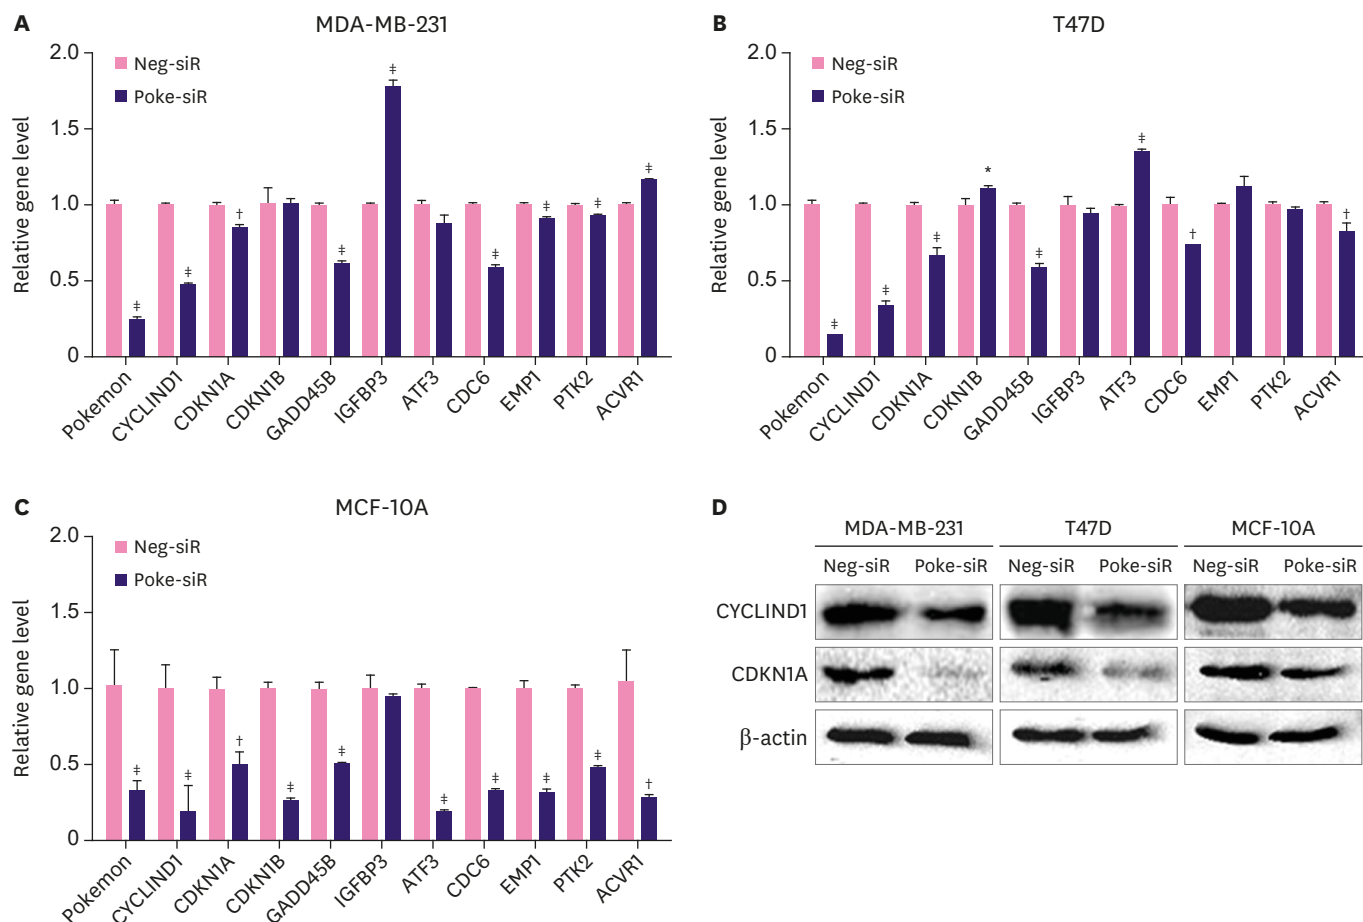 A
MDA-MB-231
Relative gene level
2.0
1.5
1.0
0.5
0
Neg-siR
Poke-siR
‡
‡
†
‡
‡
‡
‡
‡
‡
Pokemon
CYCLIND1
CDKN1A
CDKN1B
GADD45B
IGFBP3
ATF3
CDC6
EMP1
PTK2
ACVR1
B
T47D
Relative gene level
2.0
1.5
1.0
0.5
0
Neg-siR
Poke-siR
‡
‡
‡
*
‡
‡
†
†
Pokemon
CYCLIND1
CDKN1A
CDKN1B
GADD45B
IGFBP3
ATF3
CDC6
EMP1
PTK2
ACVR1
C
MCF-10A
Relative gene level
2.0
1.5
1.0
0.5
0
Neg-siR
Poke-siR
‡
‡
†
‡
‡
‡
‡
‡
‡
†
Pokemon
CYCLIND1
CDKN1A
CDKN1B
GADD45B
IGFBP3
ATF3
CDC6
EMP1
PTK2
ACVR1
D
MDA-MB-231 T47D MCF-10A
Neg-siR Poke-siR Neg-siR Poke-siR Neg-siR Poke-siR
CYCLIND1
CDKN1A
β-actin